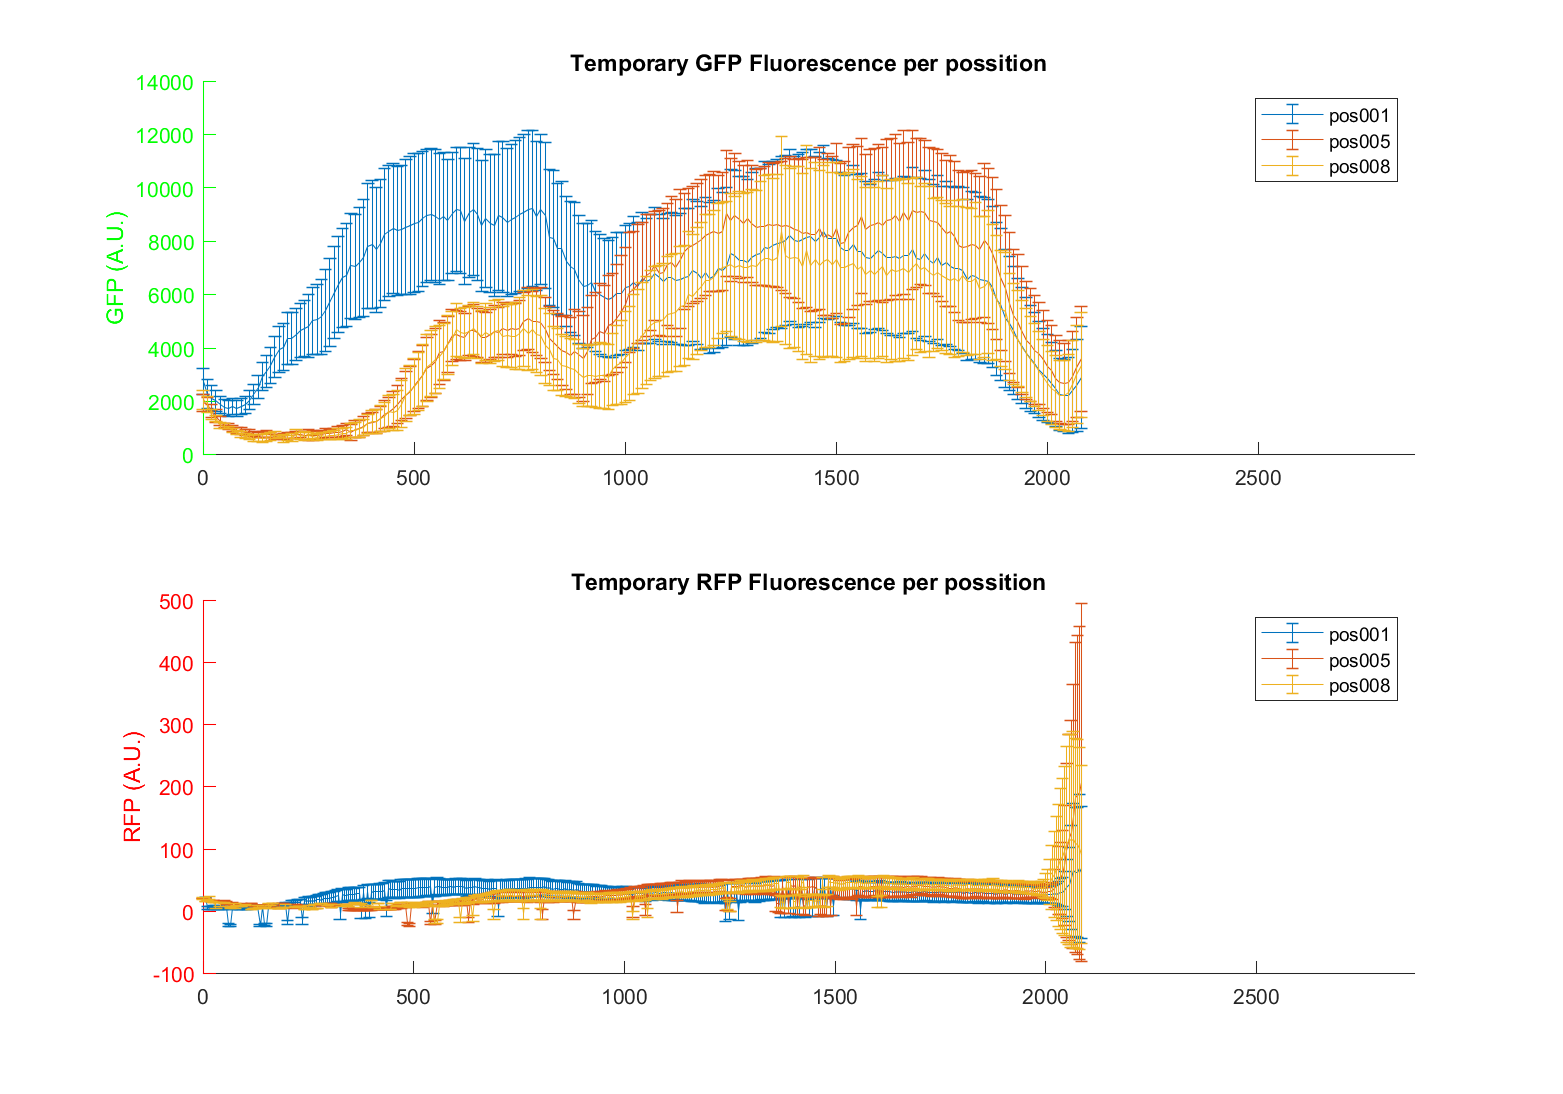 Temporary GFP Fluorescence per possition
GFP (A.U.)
14000
12000
10000
8000
6000
4000
2000
0
0 500 1000 1500 2000 2500
pos001
pos005
pos008
Temporary RFP Fluorescence per possition
RFP (A.U.)
500
400
300
200
100
0
-100
0 500 1000 1500 2000 2500
pos001
pos005
pos008